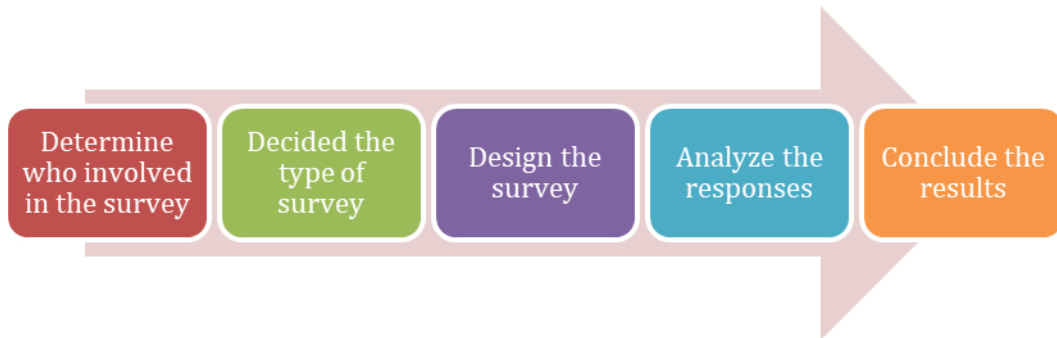 Determine
who involved
in the survey
Decided the
type of
survey
Design the
survey
Analyze the
responses
Conclude the
results